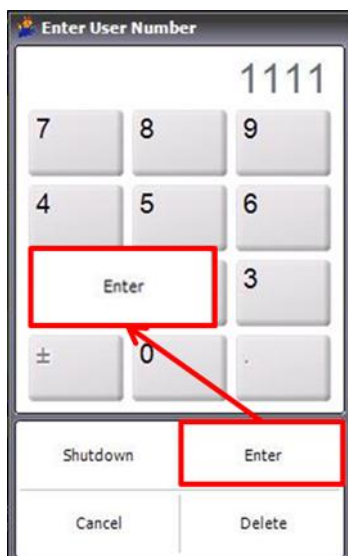 Enter User Number
1111
7 8 9
4 5 6
Enter 3
± 0 .
Shutdown Enter
Cancel Delete